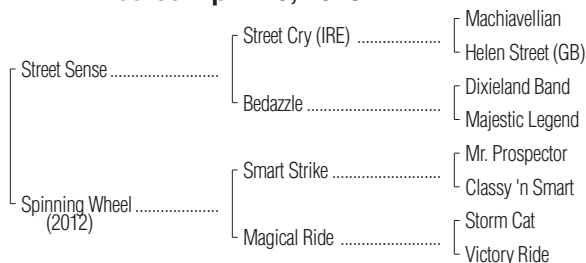 Machiavellian
Street Cry (IRE) ........................
Helen Street (GB)
Street Sense ........................
Dixieland Band
Bedazzle ..............................
Majestic Legend
Mr. Prospector
Smart Strike ........................
Classy 'n Smart
Spinning Wheel ..................
(2012)
Storm Cat
Magical Ride ......................
Victory Ride